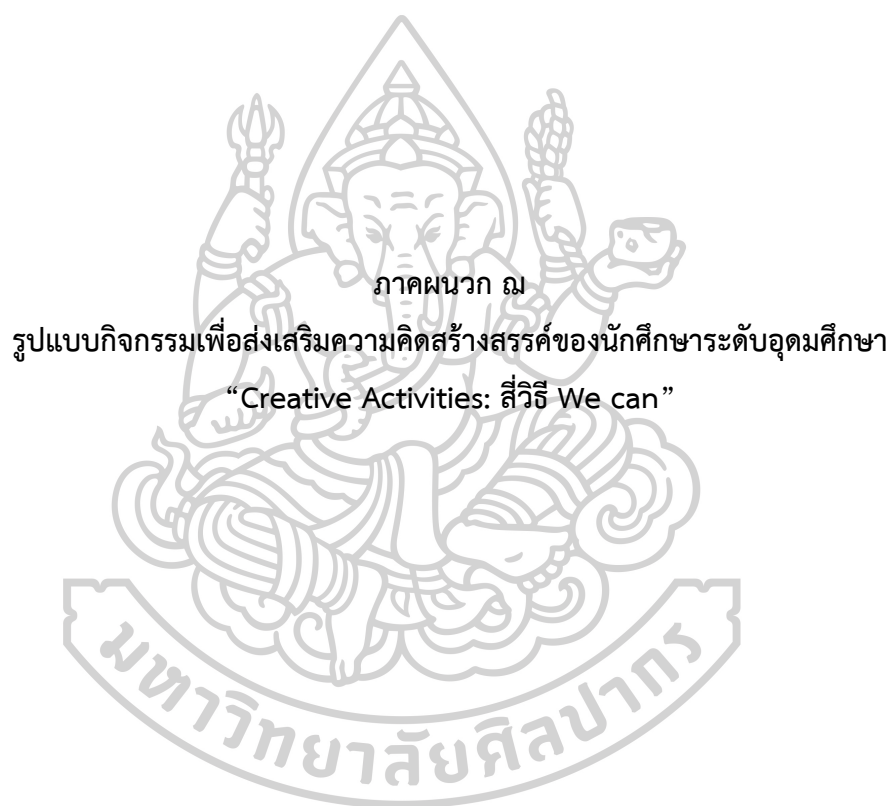 ภาคผนวก ฌ
รูปแบบกิจกรรมเพื่อส่งเสริมความคิดสร้างสรรค์ของนักศึกษาระดับอุดมศึกษา
“Creative Activities: สี่วิธี We can”
มหาวิทยาลัยศิลปากร